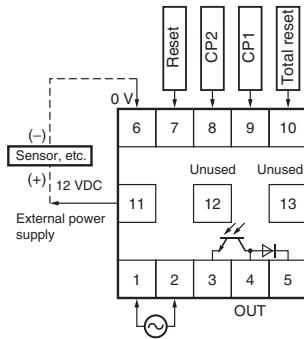 Reset
CP2
CP1
Total reset
0 V
6 7 8 9 10
(−)
Sensor, etc.
(+)
12 VDC
Unused Unused
11 12 13
External power
supply
1 2 3 4 5
OUT